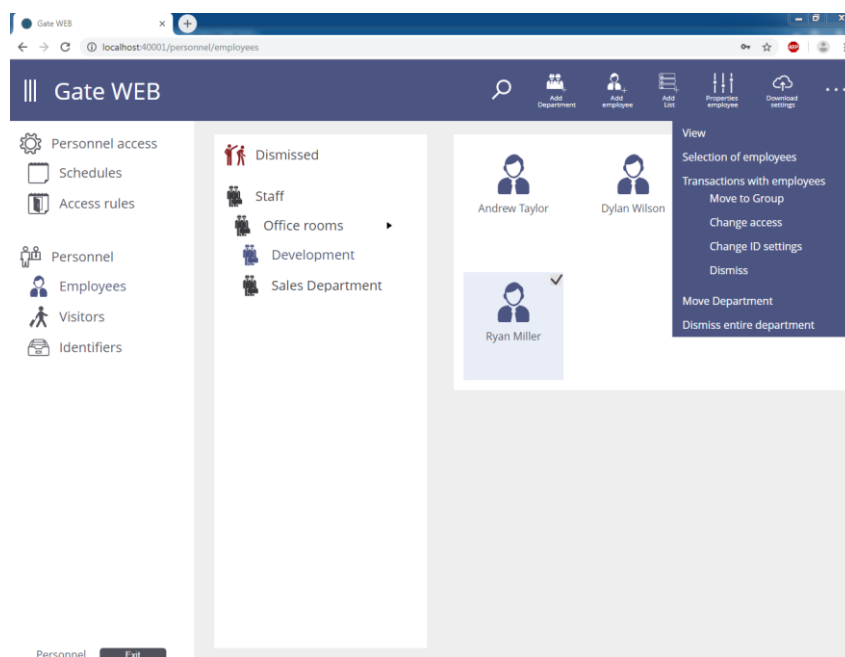 Gate WEB
localhost:40001/personnel/employees
Gate WEB
Add
Department
Add
employee
Add
List
Properties
employee
Download
settings
Personnel access
Schedules
Access rules
Personnel
Employees
Visitors
Identifiers
Dismissed
Staff
Office rooms
Development
Sales Department
Andrew Taylor
Dylan Wilson
Ryan Miller
View
Selection of employees
Transactions with employees
Move to Group
Change access
Change ID settings
Dismiss
Move Department
Dismiss entire department
Personnel
Exit